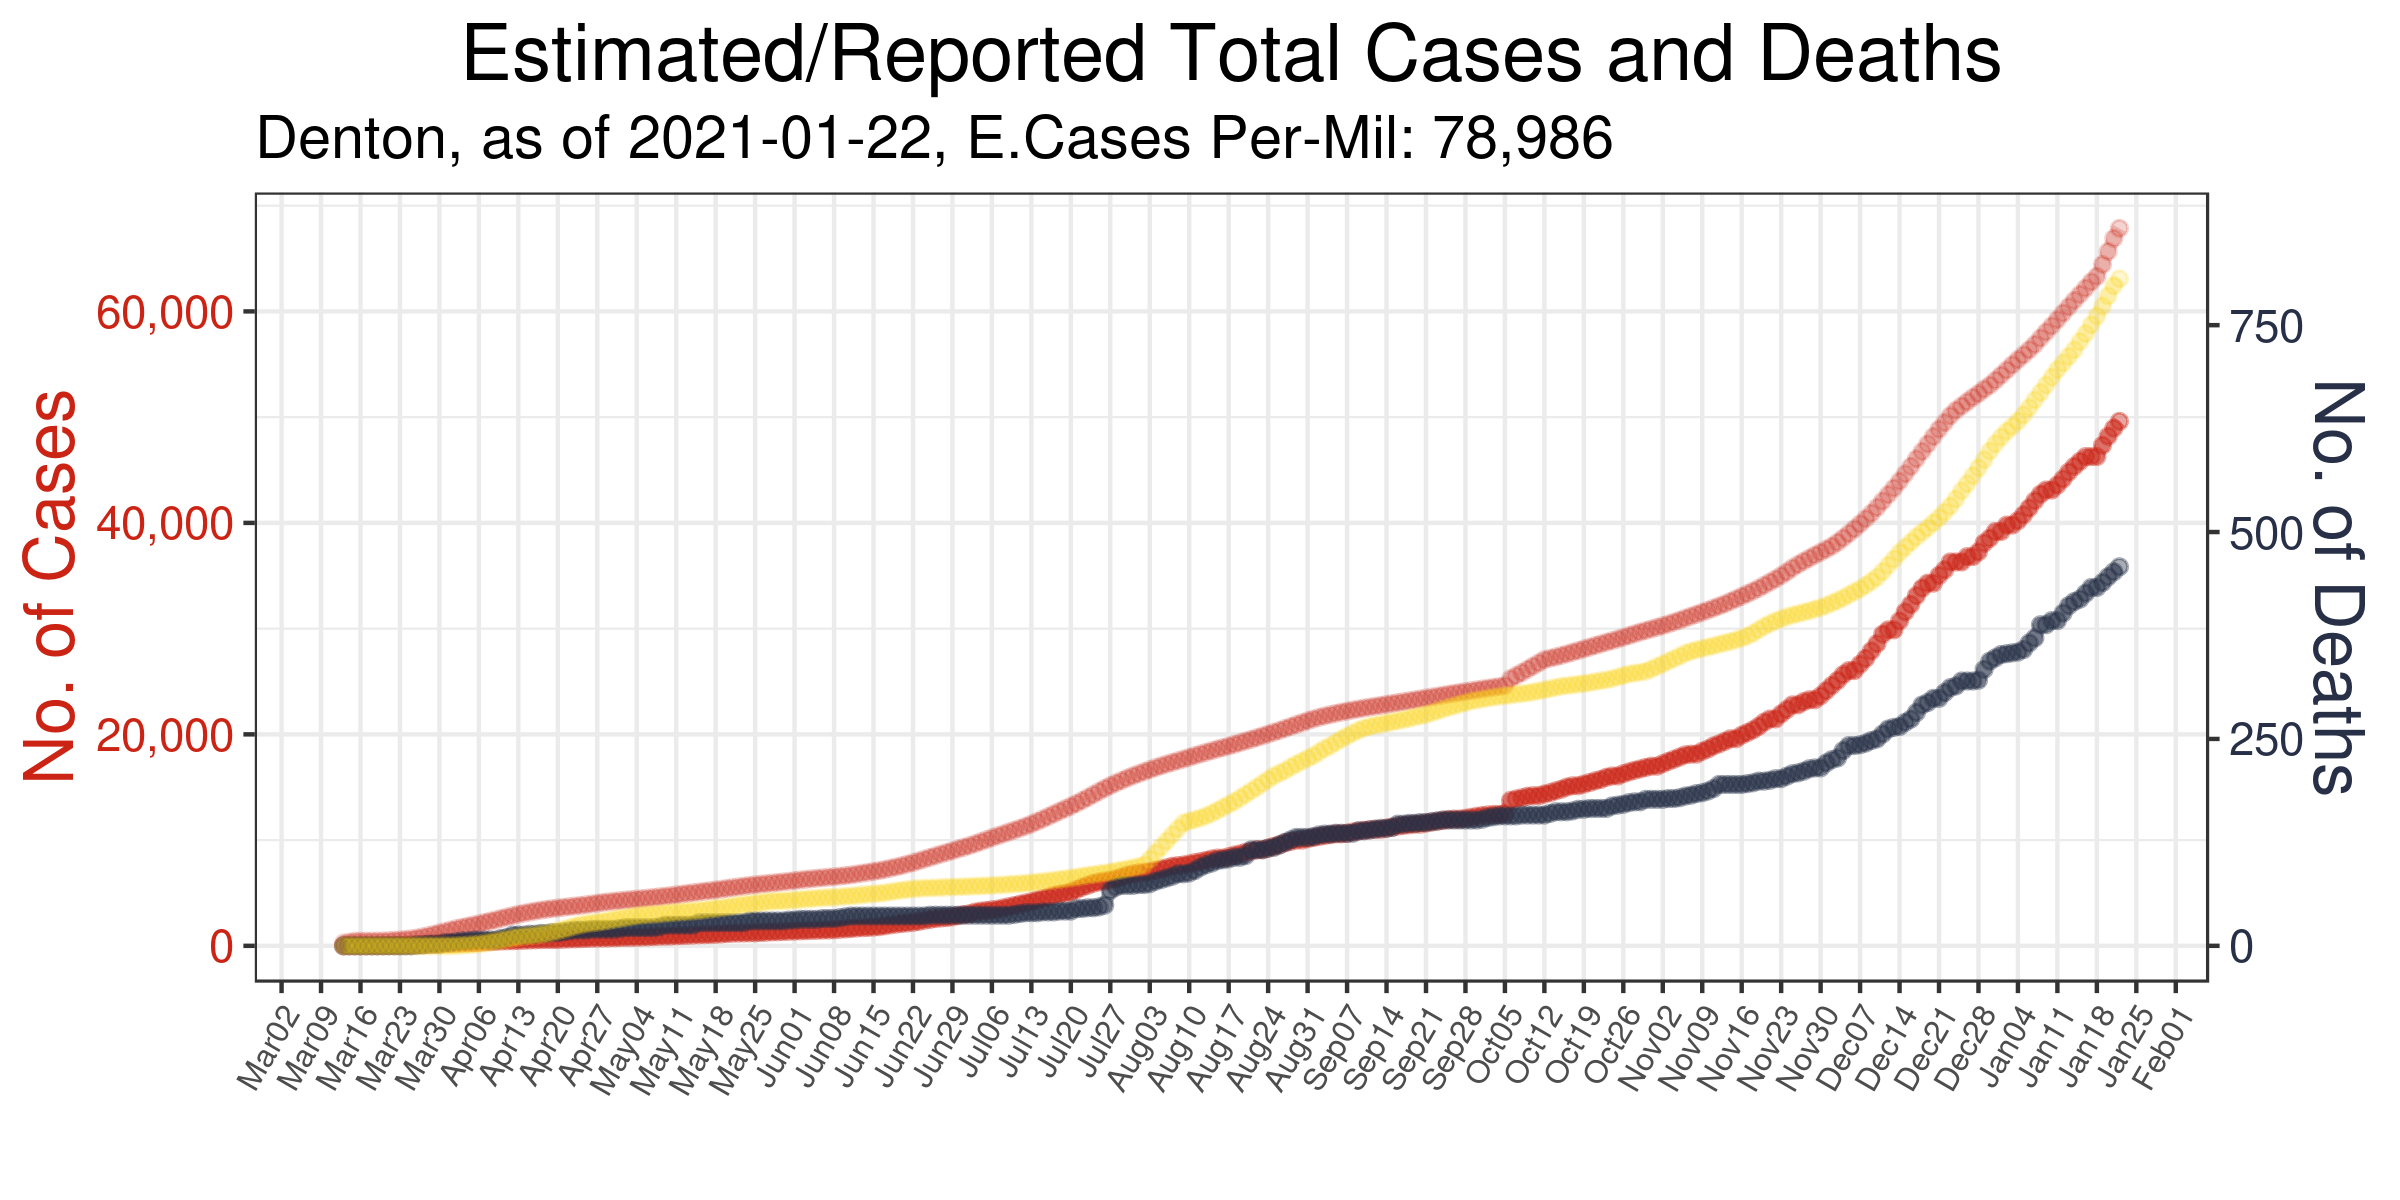 Estimated/Reported Total Cases and Deaths
Denton, as of 2021-01-22, E.Cases Per-Mil: 78,986
No. of Cases
60,000
40,000
20,000
0
750
500
250
0
No. of Deaths
Mar02 Mar09 Mar16 Mar23 Mar30 Apr06 Apr13 Apr20 Apr27 May04 May11 May18 May25 Jun01 Jun08 Jun15 Jun22 Jun29 Jul06 Jul13 Jul20 Jul27 Aug03 Aug10 Aug17 Aug24 Aug31 Sep07 Sep14 Sep21 Sep28 Oct05 Oct12 Oct19 Oct26 Nov02 Nov09 Nov16 Nov23 Nov30 Dec07 Dec14 Dec21 Dec28 Jan04 Jan11 Jan18 Jan25 Feb01